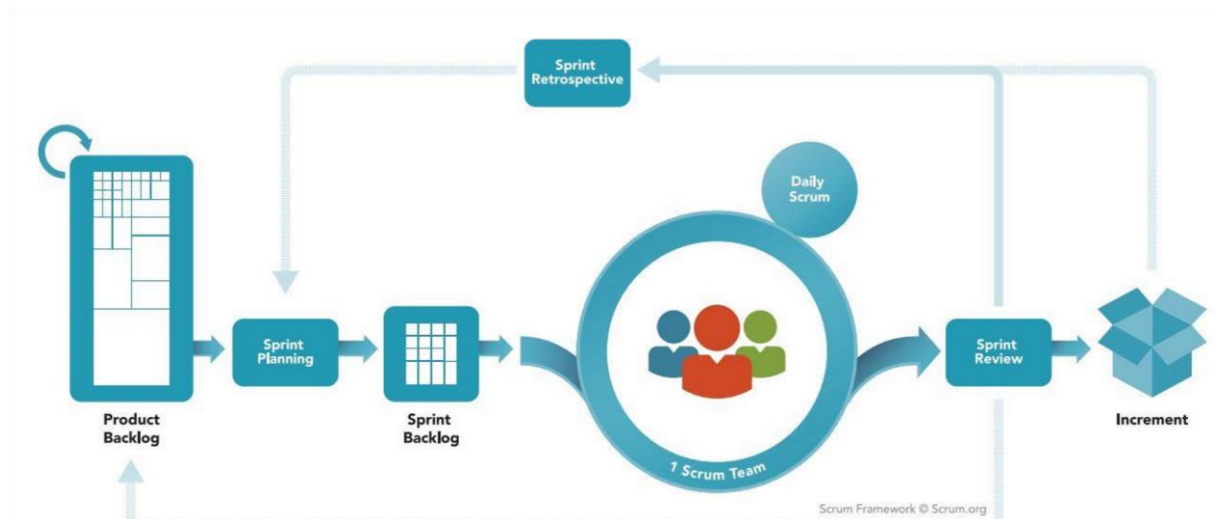 Sprint
Retrospective
Daily
Scrum
Sprint
Planning
Sprint
Review
Product
Backlog
Sprint
Backlog
Increment
1 Scrum Team
Scrum Framework © Scrum.org